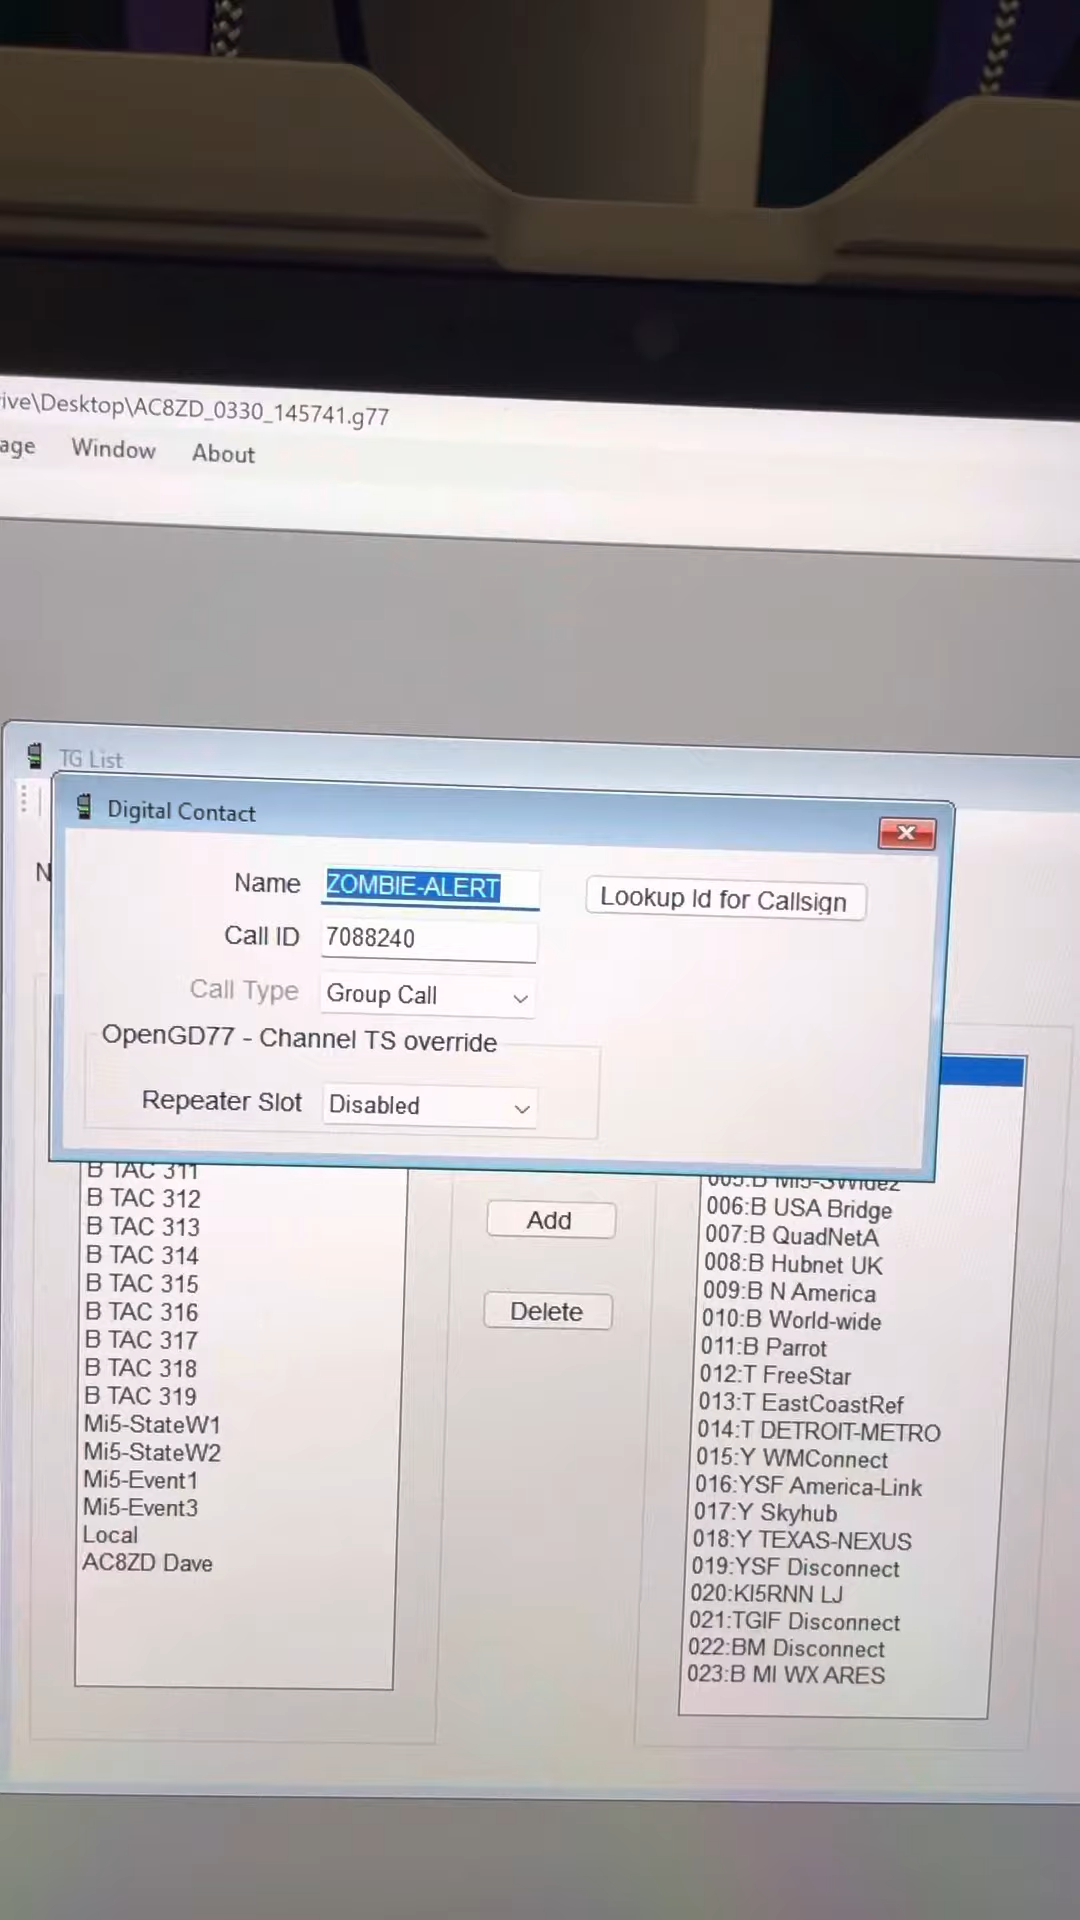 ive\Desktop\AC8ZD_0330_145741.g77
age Window About
TG List
Digital Contact
N
Name ZOMBIE-ALERT Lookup Id for Callsign
Call ID 7088240
Call Type Group Call
OpenGD77 - Channel TS override
Repeater Slot Disabled
B TAC 311
B TAC 312
B TAC 313
B TAC 314
B TAC 315
B TAC 316
B TAC 317
B TAC 318
B TAC 319
Mi5-StateW1
Mi5-StateW2
Mi5-Event1
Mi5-Event3
Local
AC8ZD Dave
Add
Delete
005:B Mi5-SWide2
006:B USA Bridge
007:B QuadNetA
008:B Hubnet UK
009:B N America
010:B World-wide
011:B Parrot
012:T FreeStar
013:T EastCoastRef
014:T DETROIT-METRO
015:Y WMConnect
016:YSF America-Link
017:Y Skyhub
018:Y TEXAS-NEXUS
019:YSF Disconnect
020:KI5RNN LJ
021:TGIF Disconnect
022:BM Disconnect
023:B MI WX ARES